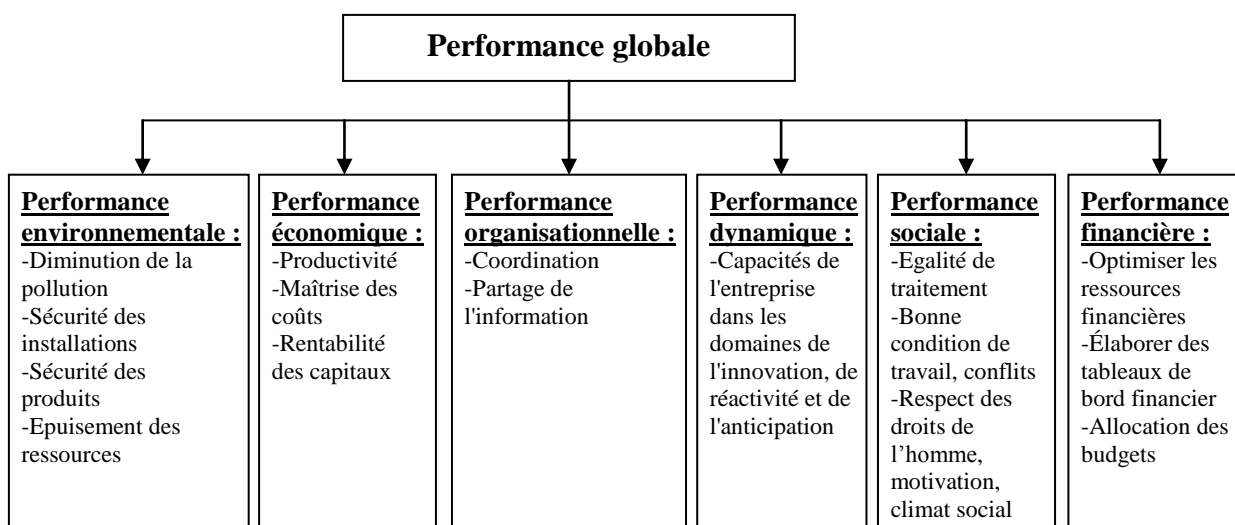 Performance globale
Performance
environnementale :
-Diminution de la
pollution
-Sécurité des
installations
-Sécurité des
produits
-Epuisement des
ressources
Performance
économique :
-Productivité
-Maîtrise des
coûts
-Rentabilité
des capitaux
Performance
organisationnelle :
-Coordination
-Partage de
l'information
Performance
dynamique :
-Capacités de
l'entreprise
dans les
domaines de
l'innovation, de
réactivité et de
l'anticipation
Performance
sociale :
-Egalité de
traitement
-Bonne
condition de
travail, conflits
-Respect des
droits de
l’homme,
motivation,
climat social
Performance
financière :
-Optimiser les
ressources
financières
-Élaborer des
tableaux de
bord financier
-Allocation des
budgets